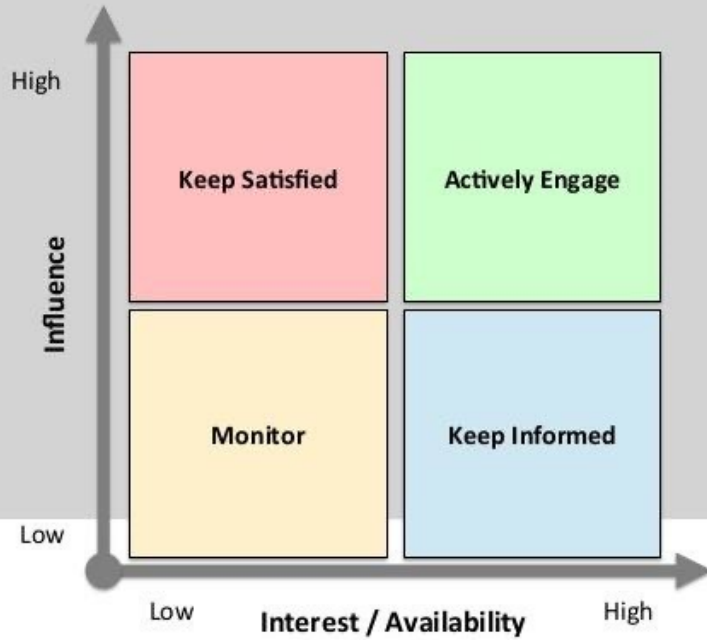 High
Keep Satisfied
Actively Engage
Influence
Monitor
Keep Informed
Low
Low
Interest / Availability
High